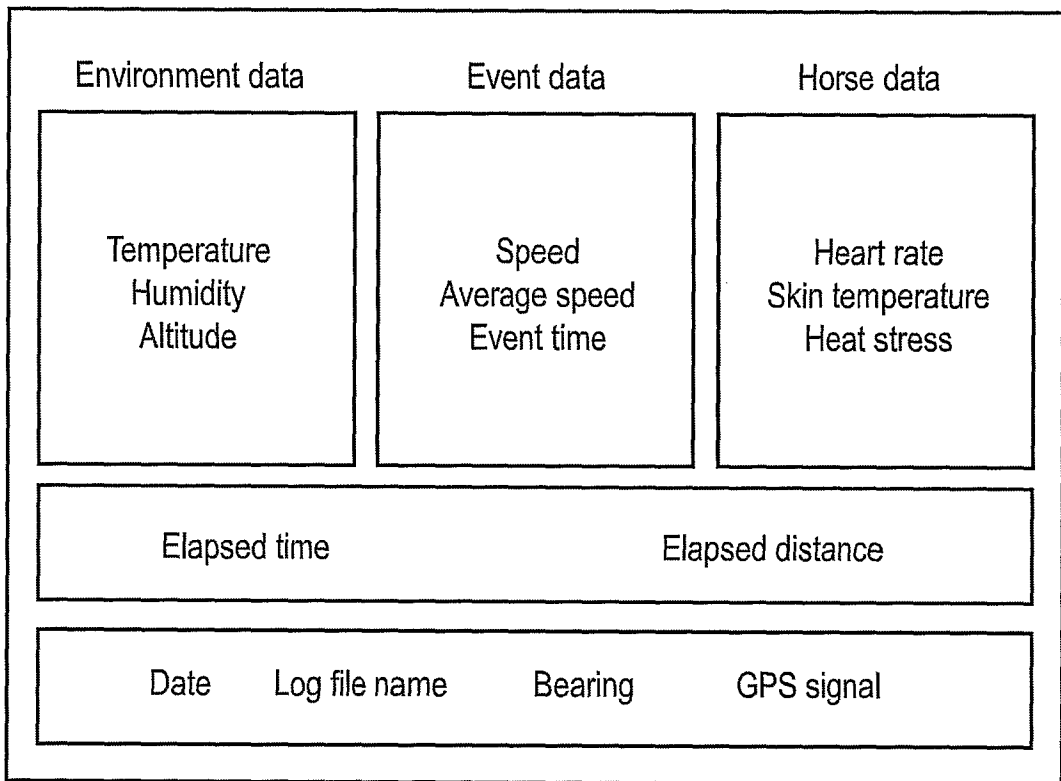 Environment data
Event data
Horse data
Temperature
Humidity
Altitude
Speed
Average speed
Event time
Heart rate
Skin temperature
Heat stress
Elapsed time
Elapsed distance
Date
Log file name
Bearing
GPS signal